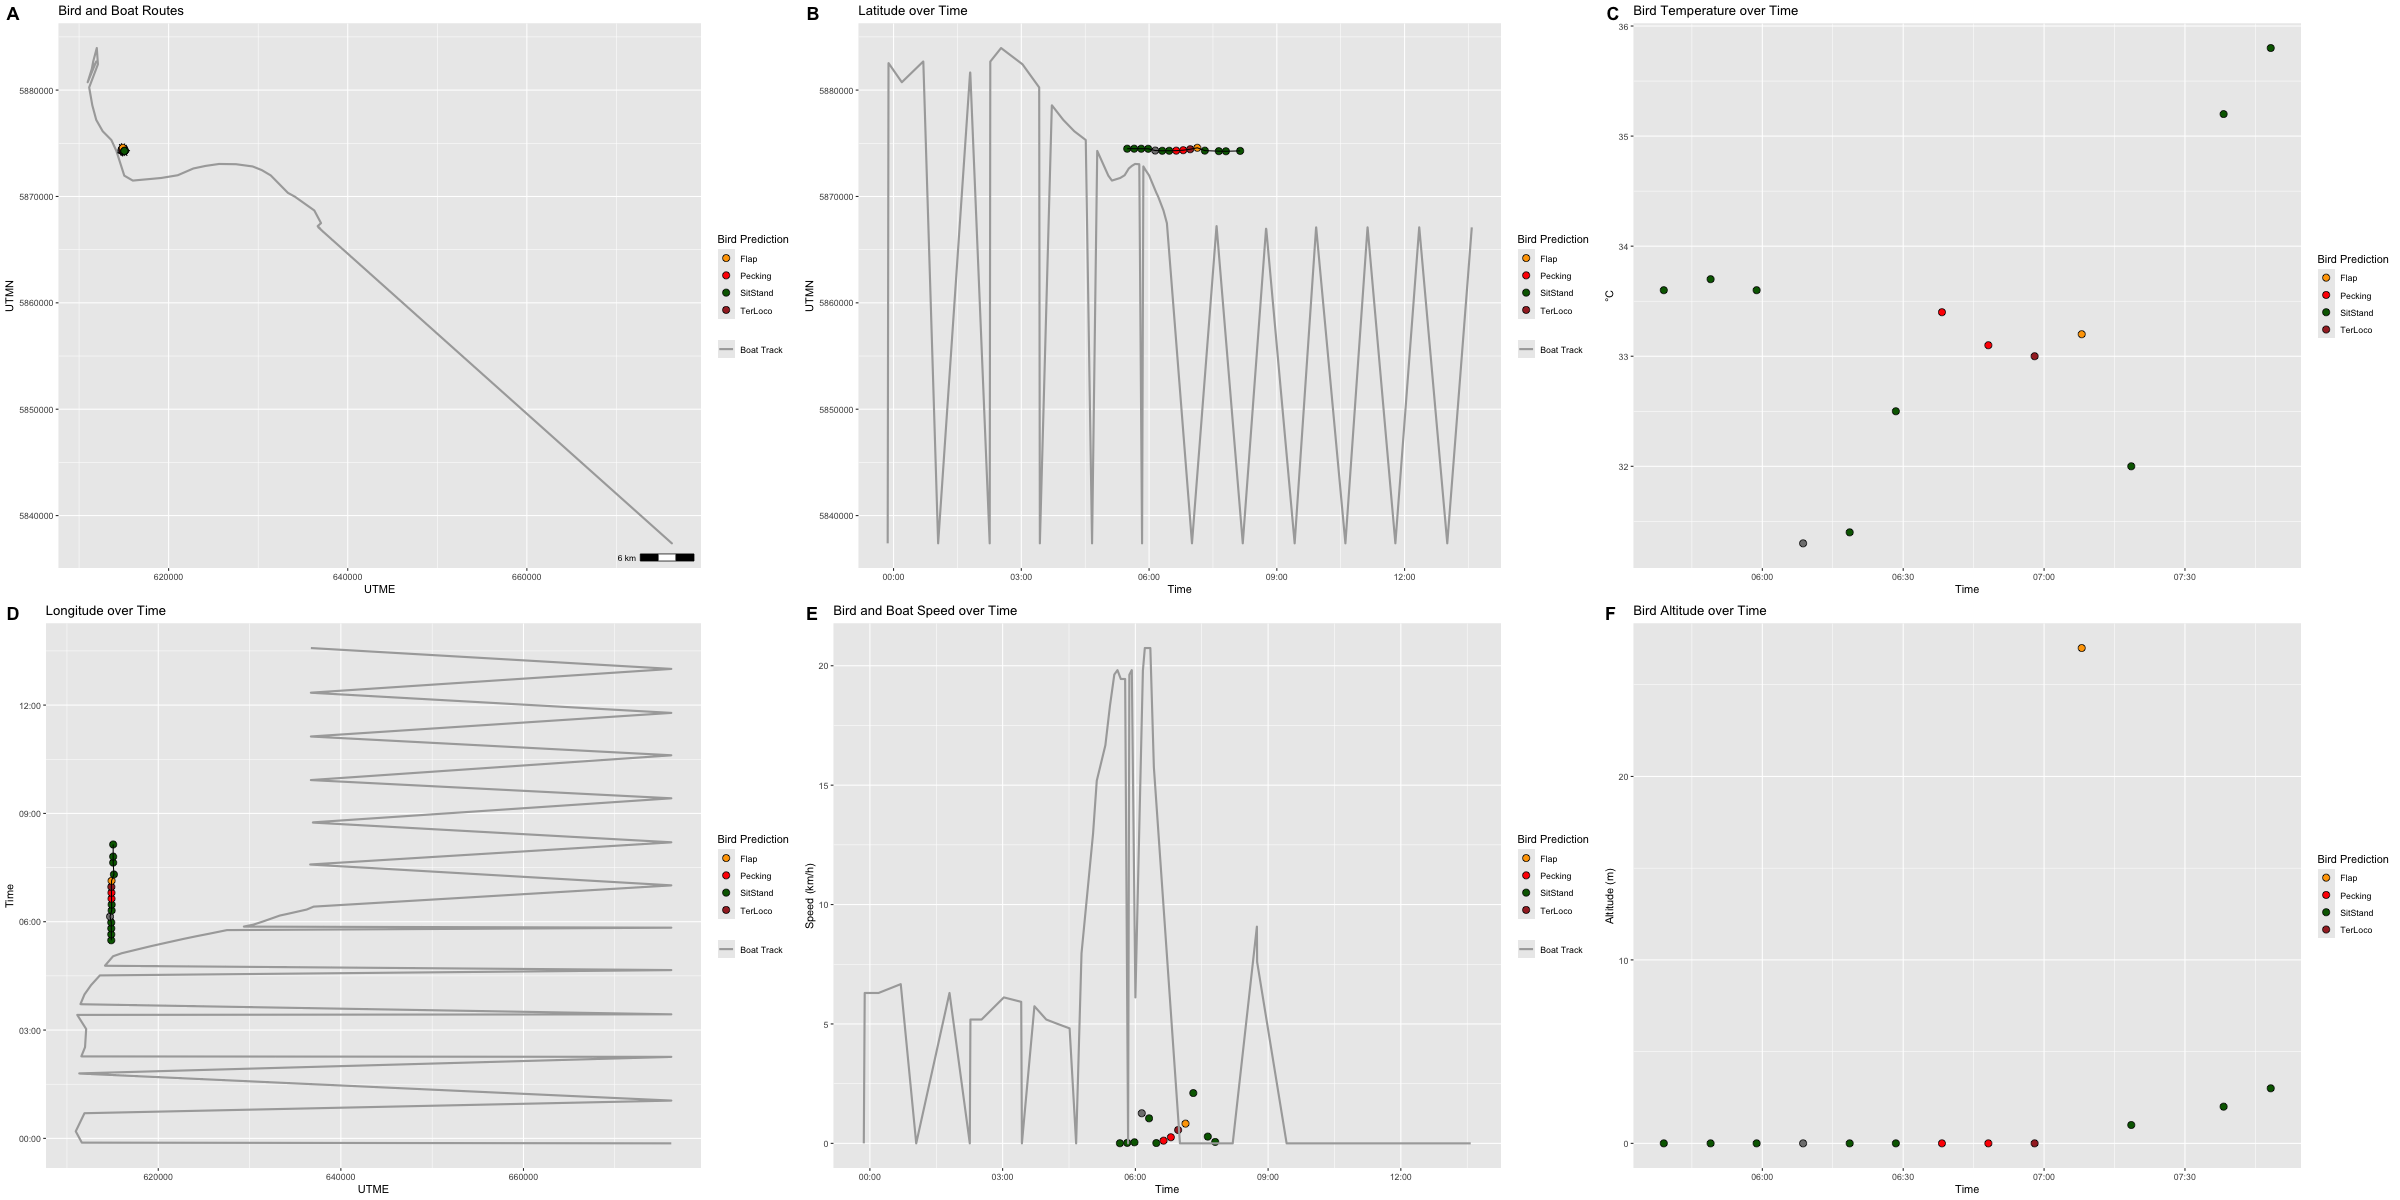 A
Bird and Boat Routes
5880000
5870000
5860000
5850000
5840000
UTMN
620000
640000
660000
UTME
6 km
Bird Prediction
Flap
Pecking
SitStand
TerLoco
Boat Track
B
Latitude over Time
5880000
5870000
5860000
5850000
5840000
UTMN
00:00
03:00
06:00
09:00
12:00
Time
Bird Prediction
Flap
Pecking
SitStand
TerLoco
Boat Track
C
Bird Temperature over Time
36
35
34
33
32
°C
06:00
06:30
07:00
07:30
Time
Bird Prediction
Flap
Pecking
SitStand
TerLoco
D
Longitude over Time
12:00
09:00
06:00
03:00
00:00
Time
620000
640000
660000
UTME
Bird Prediction
Flap
Pecking
SitStand
TerLoco
Boat Track
E
Bird and Boat Speed over Time
20
15
10
5
0
Speed (km/h)
00:00
03:00
06:00
09:00
12:00
Time
Bird Prediction
Flap
Pecking
SitStand
TerLoco
Boat Track
F
Bird Altitude over Time
20
10
0
Altitude (m)
06:00
06:30
07:00
07:30
Time
Bird Prediction
Flap
Pecking
SitStand
TerLoco